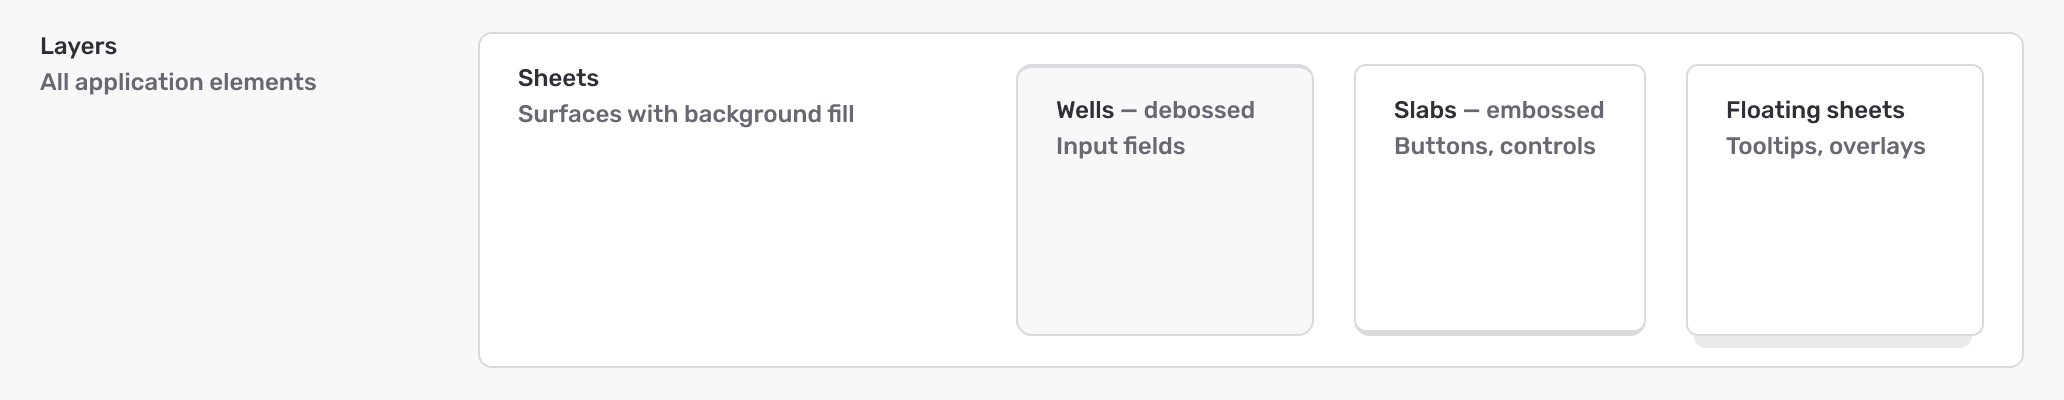 Layers
All application elements
Sheets
Surfaces with background fill
Wells — debossed
Input fields
Slabs — embossed
Buttons, controls
Floating sheets
Tooltips, overlays